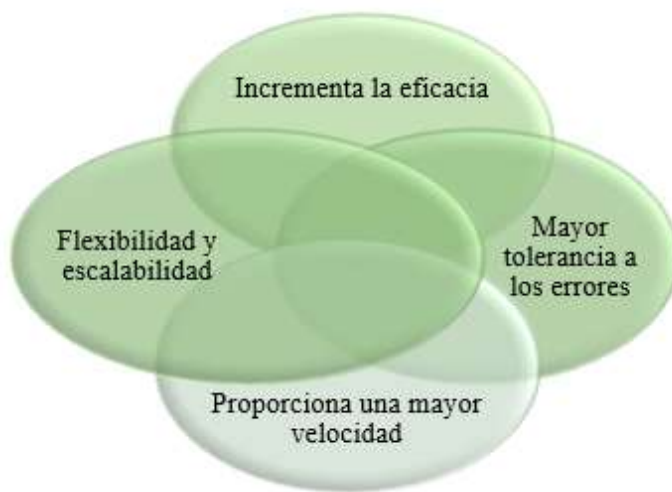 Incrementa la eficacia
Flexibilidad y
escalabilidad
Mayor
tolerancia a
los errores
Proporciona una mayor
velocidad